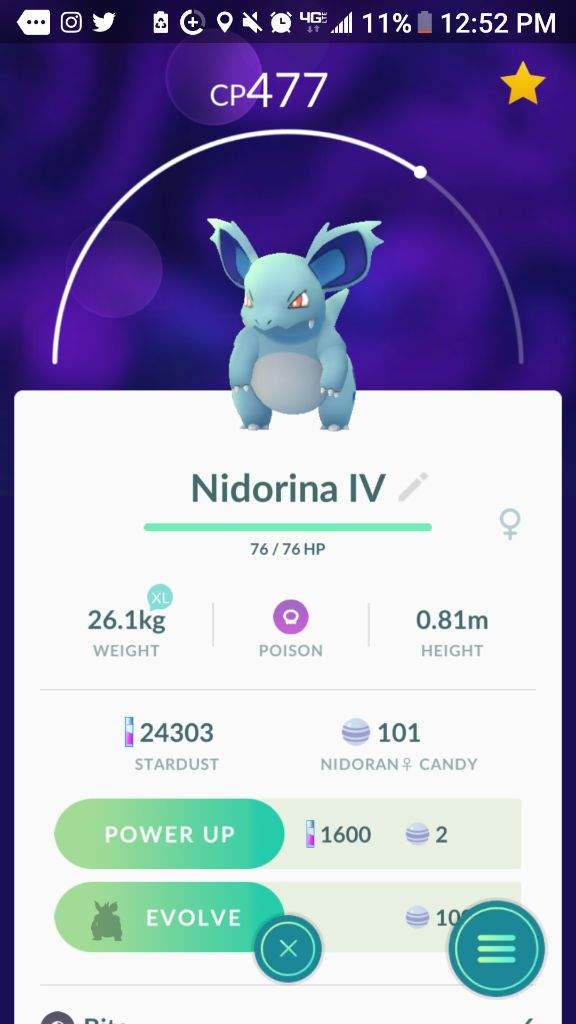 4G 11% 12:52 PM
CP477
Nidorina IV
76 / 76 HP
XL
26.1kg
0.81m
WEIGHT
POISON
HEIGHT
24303
101
STARDUST
NIDORAN♀ CANDY
POWER UP 1600 2
EVOLVE